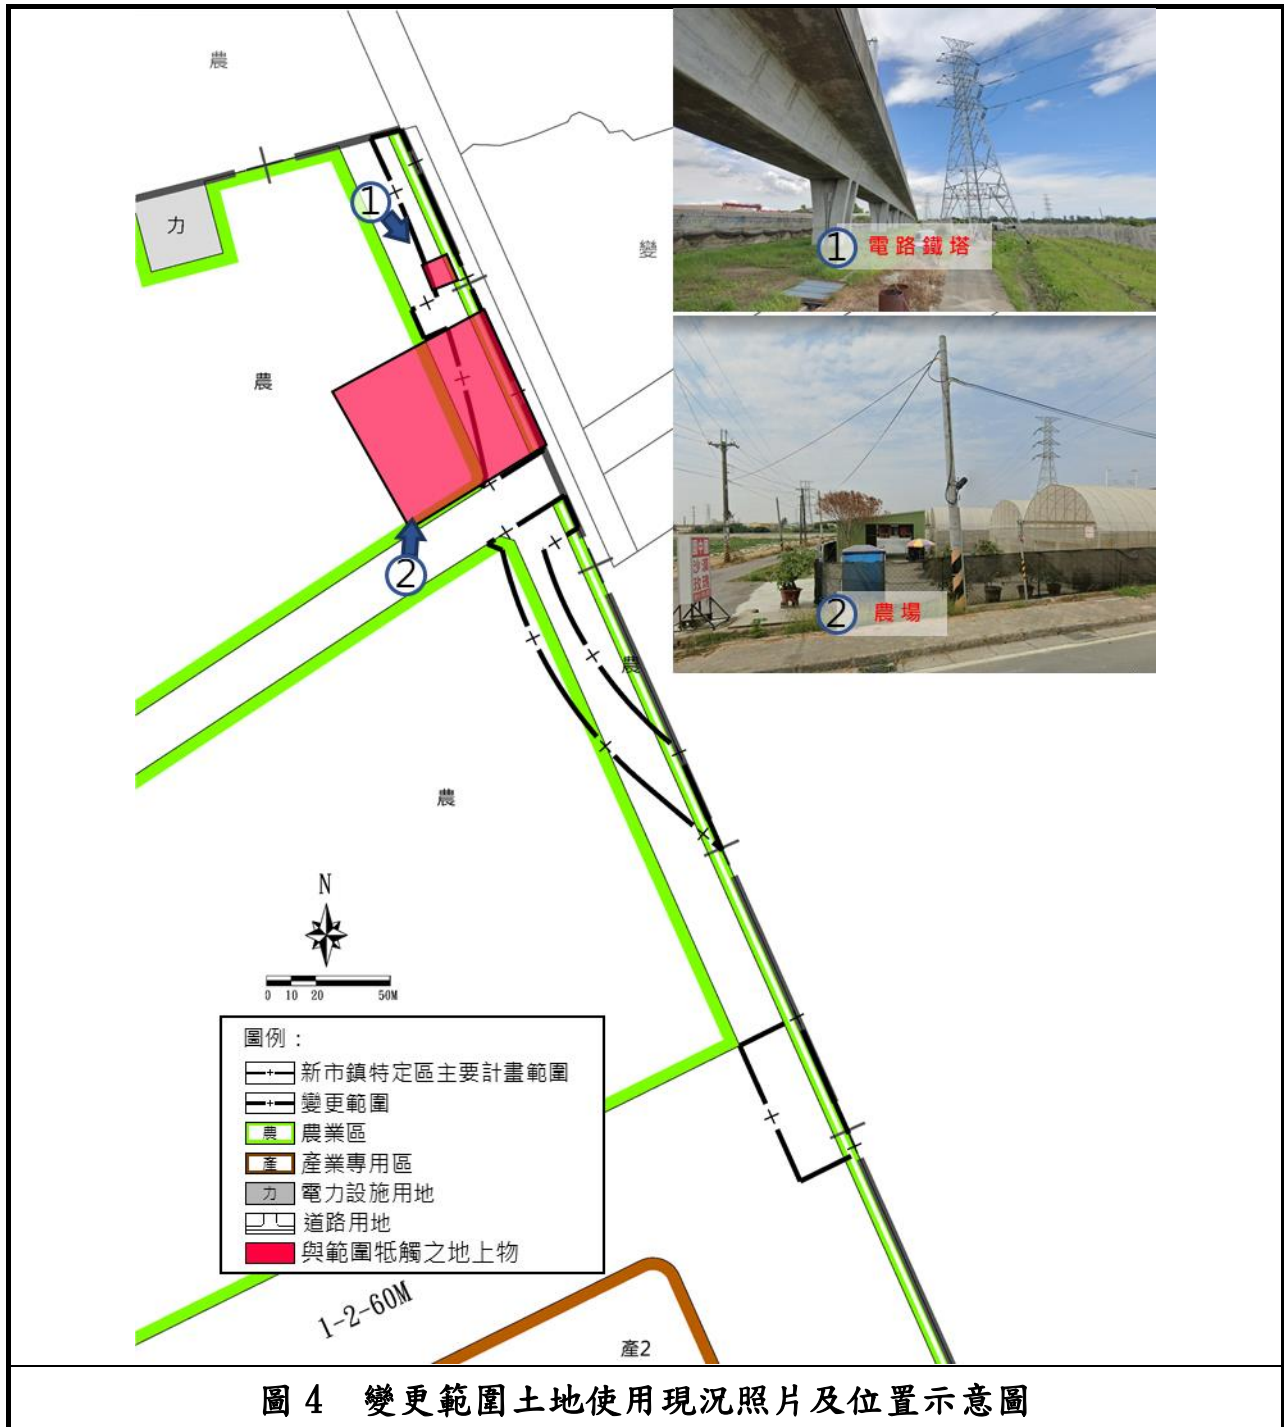 農
力
變
農
農
農
1
2
1 電路鐵塔
2 農場
N
0 10 20 50M
圖例：
新市鎮特定區主要計畫範圍
變更範圍
農 農業區
產 產業專用區
力 電力設施用地
道路用地
與範圍牴觸之地上物
1-2-60M
產2
圖 4 變更範圍土地使用現況照片及位置示意圖